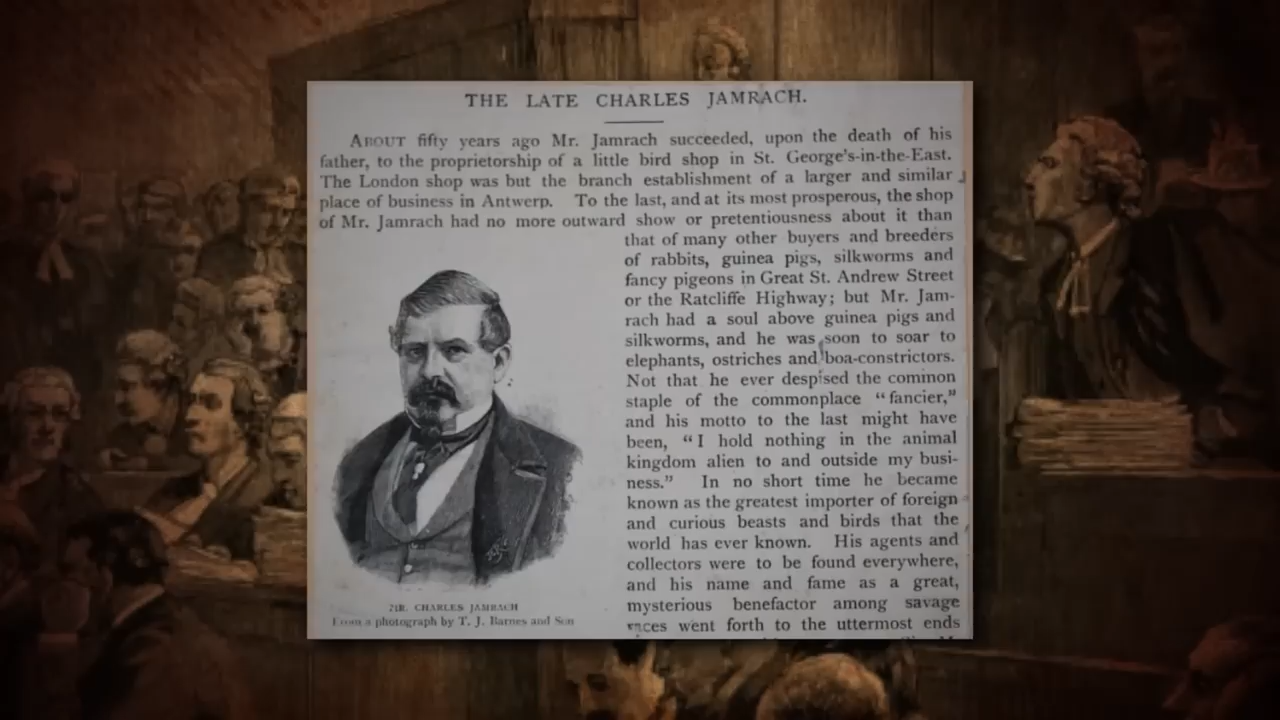 THE LATE CHARLES JAMRACH.
ABOUT fifty years ago Mr. Jamrach succeeded, upon the death of his
father, to the proprietorship of a little bird shop in St. George's-in-the-East.
The London shop was but the branch establishment of a larger and similar
place of business in Antwerp. To the last, and at its most prosperous, the shop
of Mr. Jamrach had no more outward show or pretentiousness about it than
that of many other buyers and breeders
of rabbits, guinea pigs, silkworms and
fancy pigeons in Great St. Andrew Street
or the Ratcliffe Highway; but Mr. Jam-
rach had a soul above guinea pigs and
silkworms, and he was soon to soar to
elephants, ostriches and boa-constrictors.
Not that he ever despised the common
staple of the commonplace "fancier,"
and his motto to the last might have
been, "I hold nothing in the animal
kingdom alien to and outside my busi-
ness." In no short time he became
known as the greatest importer of foreign
and curious beasts and birds that the
world has ever known. His agents and
collectors were to be found everywhere,
and his name and fame as a great,
mysterious benefactor among savage
races went forth to the uttermost ends
MR. CHARLES JAMRACH
From a photograph by T. J. Barnes and Son